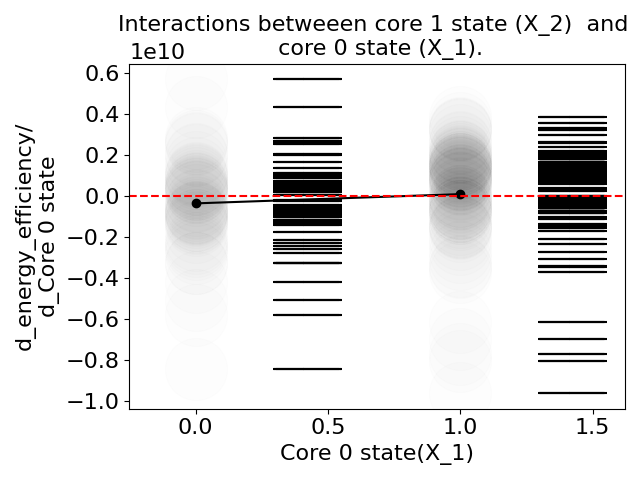 Interactions betweeen core 1 state (X_2)  and
core 0 state (X_1).
1e10
0.6
0.4
0.2
0.0
−0.2
−0.4
−0.6
−0.8
−1.0
d_energy_efficiency/
d_Core 0 state
0.0 0.5 1.0 1.5
Core 0 state(X_1)